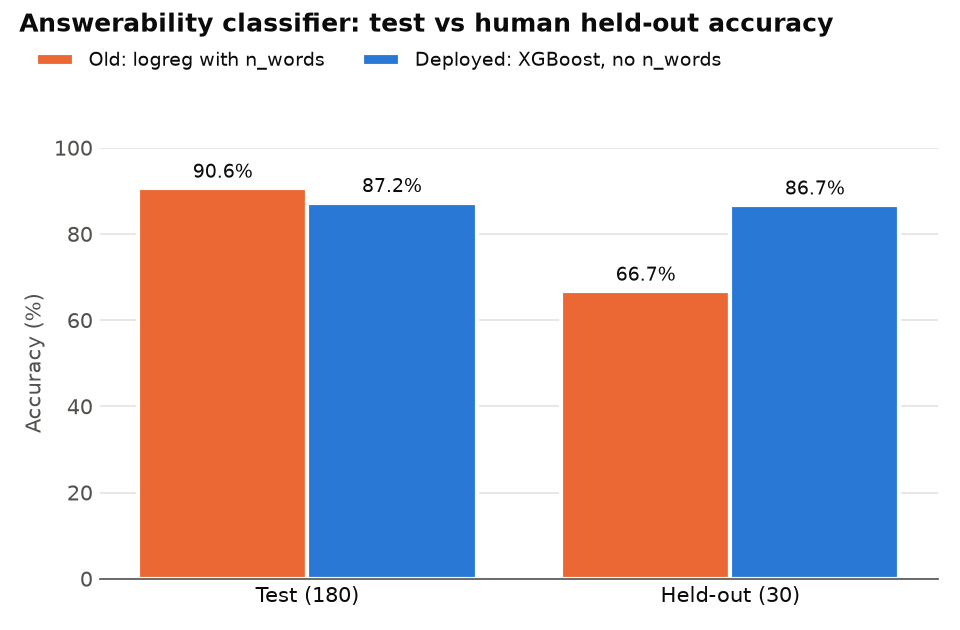 Answerability classifier: test vs human held-out accuracy
Old: logreg with n_words
Deployed: XGBoost, no n_words
100
80
60
40
20
0
Accuracy (%)
90.6%
87.2%
66.7%
86.7%
Test (180)
Held-out (30)